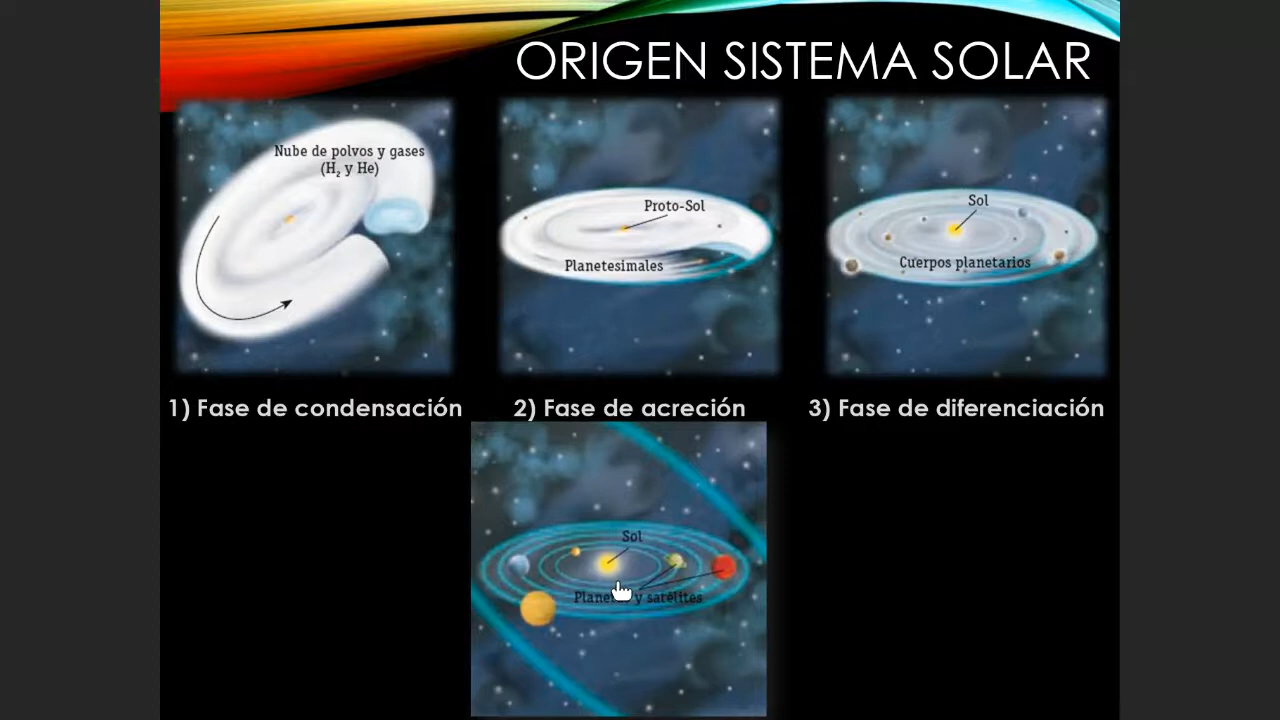 ORIGEN SISTEMA SOLAR
Nube de polvos y gases
(H₂ y He)
Proto-Sol
Planetesimales
Sol
Cuerpos planetarios
1) Fase de condensación
2) Fase de acreción
3) Fase de diferenciación
Sol
y satélites